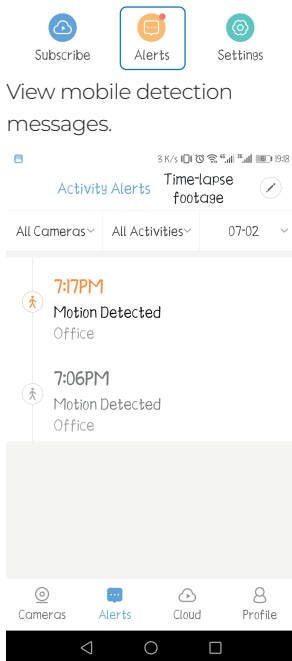 Subscribe Alerts Settings
View mobile detection
messages.
3 K/s 19:18
Activity Alerts Time-lapse
footage
All Cameras All Activities 07-02
7:17PM
Motion Detected
Office
7:06PM
Motion Detected
Office
Cameras Alerts Cloud Profile